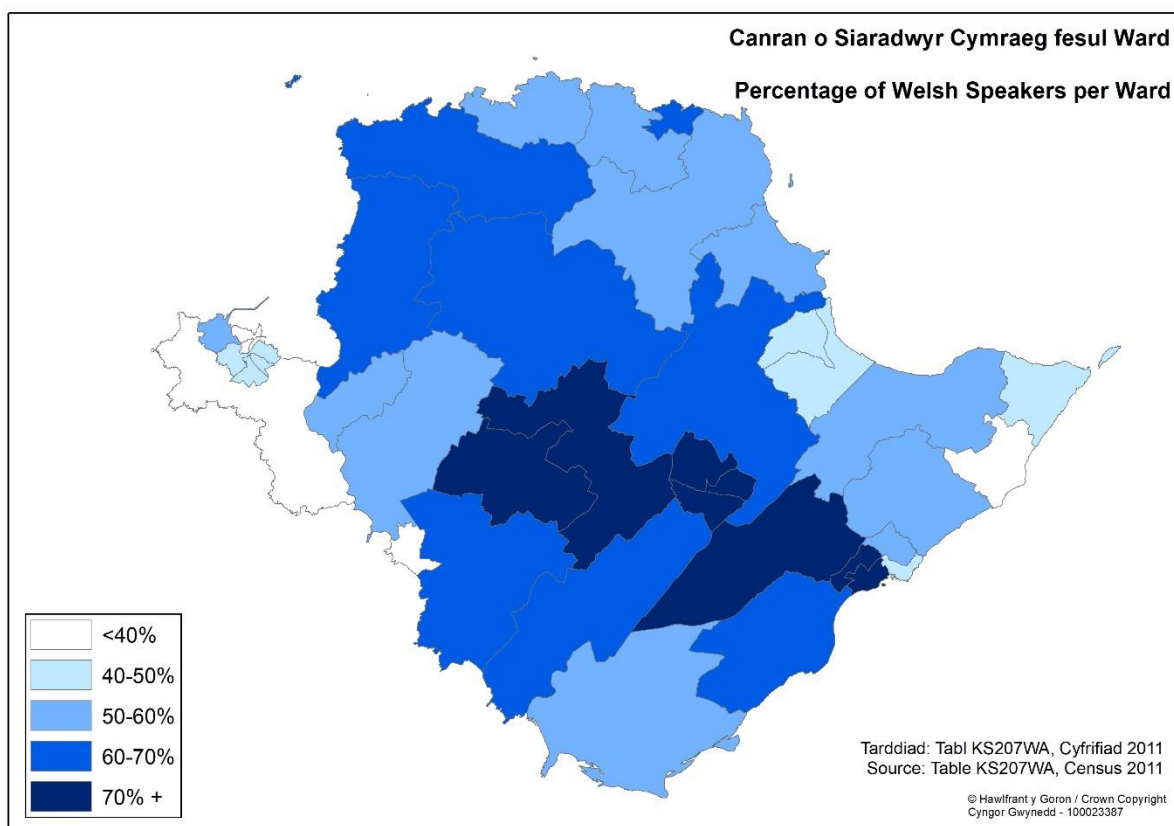 Canran o Siaradwyr Cymraeg fesul Ward
Percentage of Welsh Speakers per Ward
<40%
40-50%
50-60%
60-70%
70% +
Tarddiad: Tabl KS207WA, Cyfrifiad 2011
Source: Table KS207WA, Census 2011
© Hawlfrant y Goron / Crown Copyright
Cyngor Gwynedd - 100023387